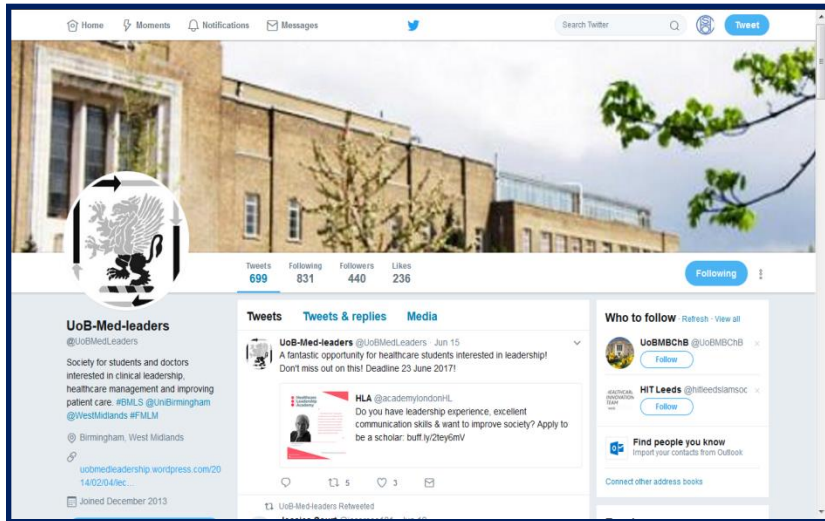 Home Moments Notifications Messages Search Twitter Tweet
Tweets Following Followers Likes
699 831 440 236
Following
UoB-Med-leaders
@UoBMedLeaders
Society for students and doctors
interested in clinical leadership,
healthcare management and improving
patient care. #BMLS @UniBirmingham
@WestMidlands #FMLM
Birmingham, West Midlands
uobmedleadership.wordpress.com/20
14/02/04/lec...
Joined December 2013
Tweets Tweets & replies Media
UoB-Med-leaders @UoBMedLeaders · Jun 15
A fantastic opportunity for healthcare students interested in leadership!
Don't miss out on this! Deadline 23 June 2017!
Healthcare
Leadership
Academy
HLA @academylondonHL
Do you have leadership experience, excellent
communication skills & want to improve society? Apply to
be a scholar: buff.ly/2tey6mV
5 3
UoB-Med-leaders Retweeted
Who to follow · Refresh · View all
UoBMBChB @UoBMBChB
Follow
HEALTHCARE
INNOVATION
TEAM
HIT Leeds @hitleedsiamsoc
Follow
Find people you know
Import your contacts from Outlook
Connect other address books